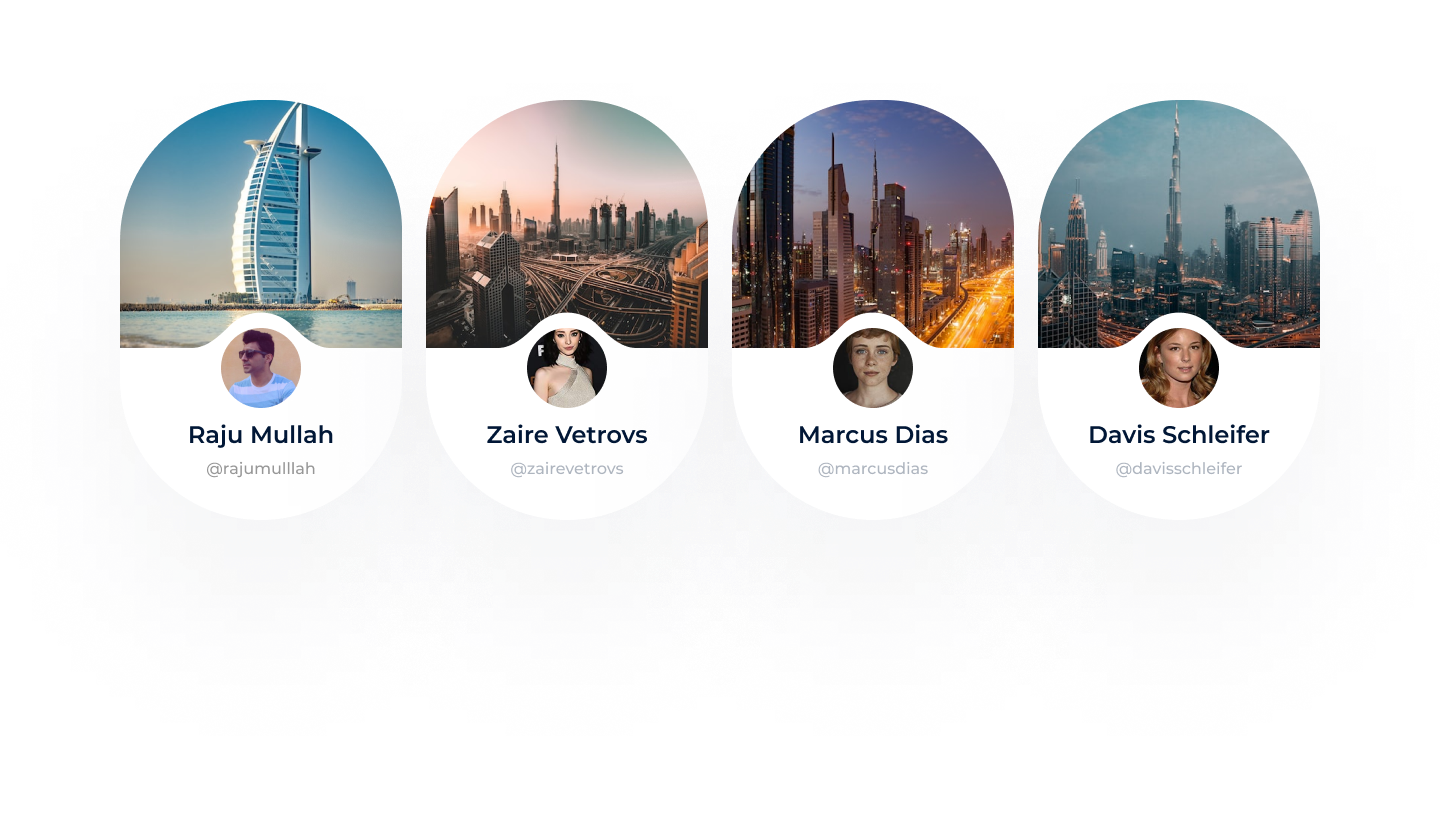 Raju Mullah
@rajumulllah
Zaire Vetrovs
@zairevetrovs
Marcus Dias
@marcusdias
Davis Schleifer
@davisschleifer